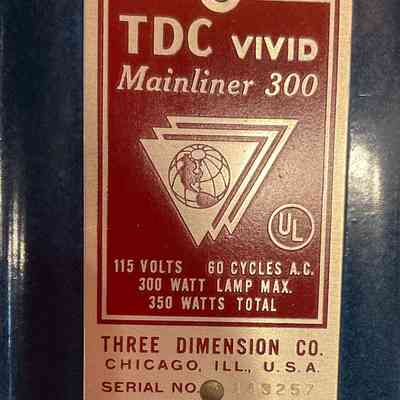 TDC VIVID
Mainliner 300
UL
115 VOLTS 60 CYCLES A.C.
300 WATT LAMP MAX.
350 WATTS TOTAL
THREE DIMENSION CO.
CHICAGO, ILL., U.S.A.
SERIAL NO.